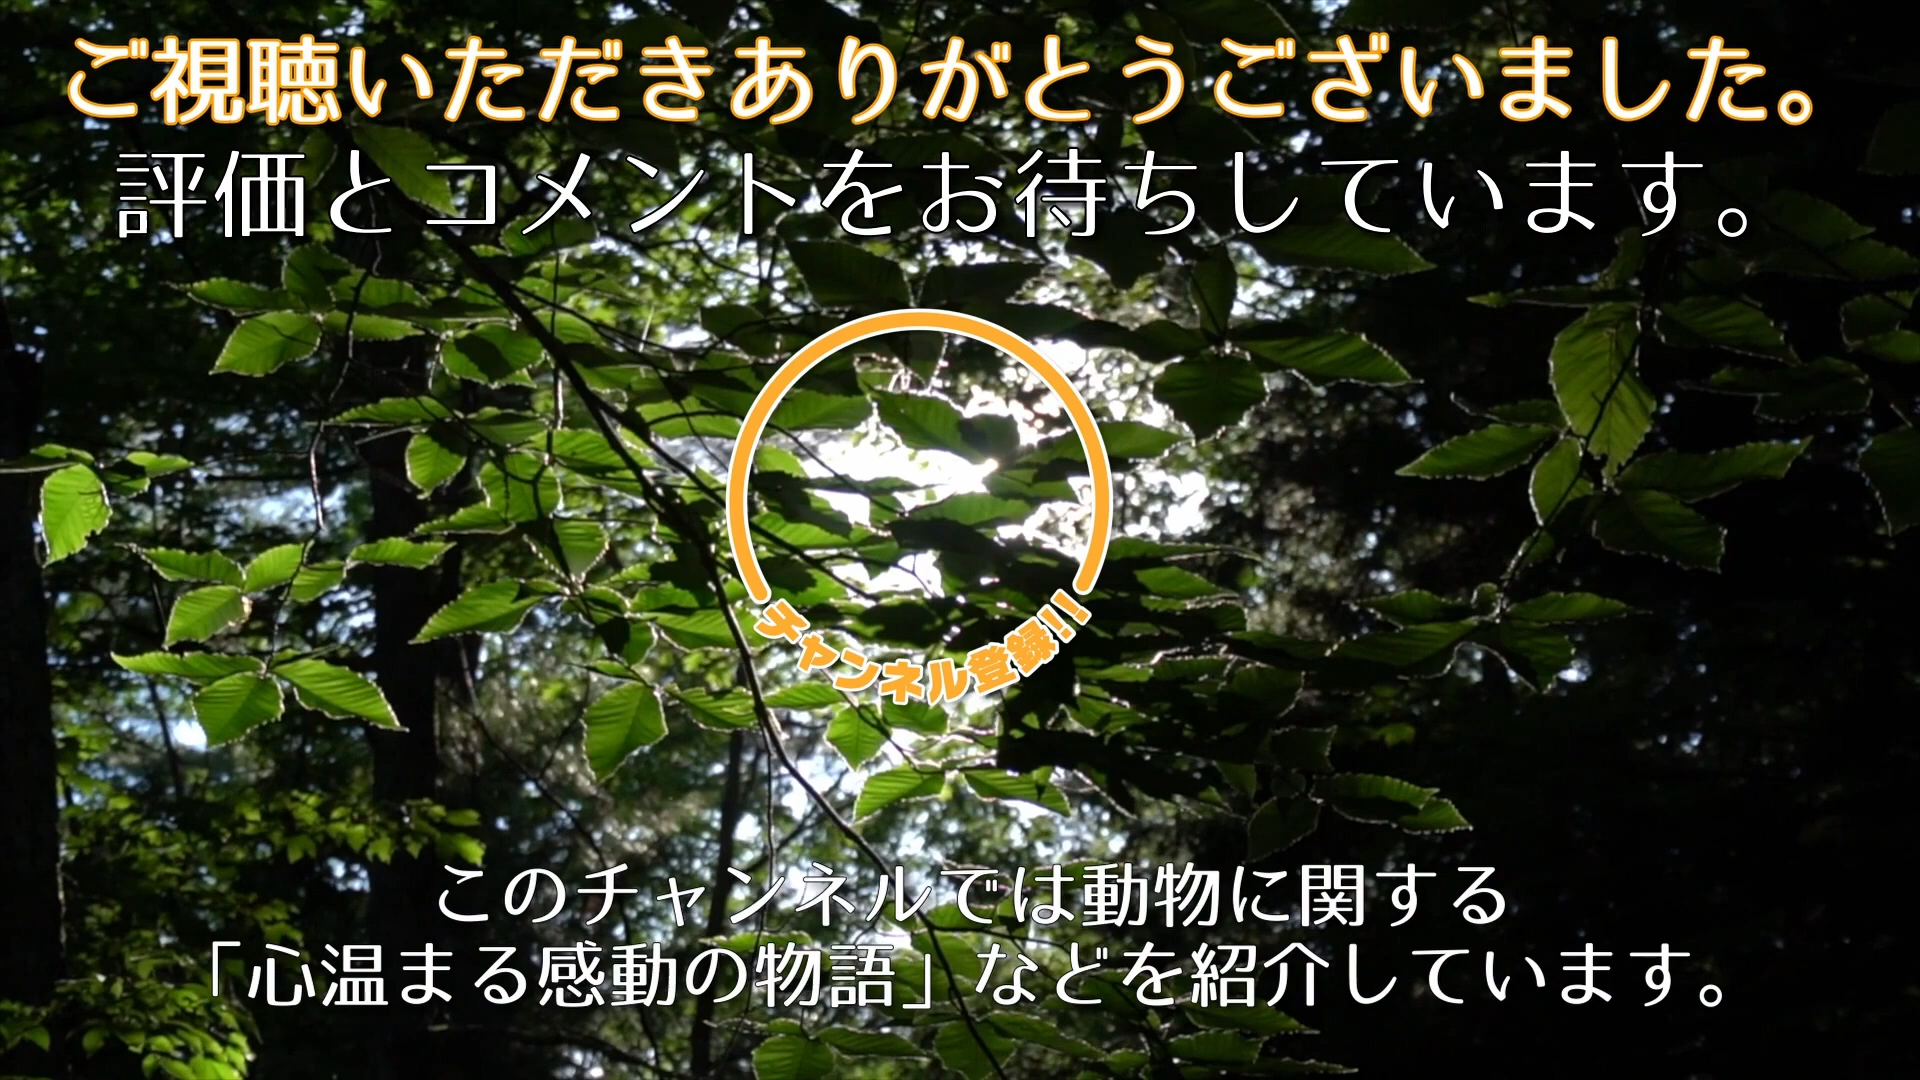 ご視聴いただきありがとうございました。
評価とコメントをお待ちしています。
チャンネル登録!!
このチャンネルでは動物に関する
「心温まる感動の物語」などを紹介しています。